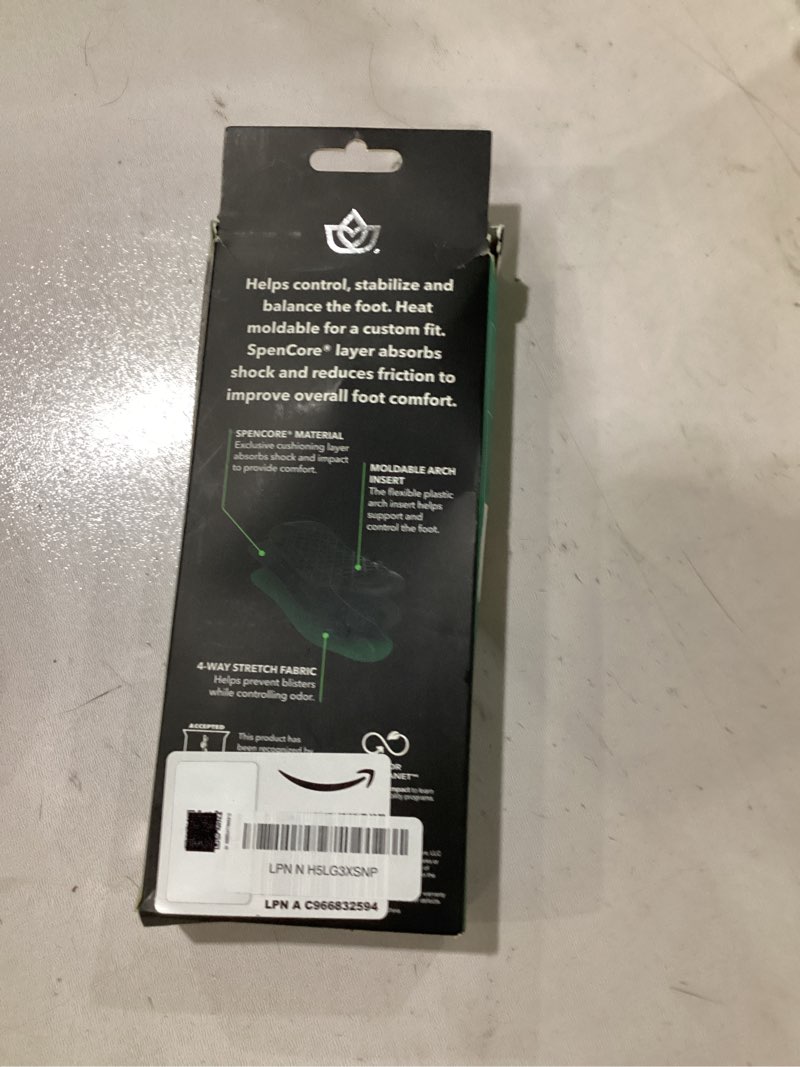 Helps control, stabilize and
balance the foot. Heat
moldable for a custom fit.
SpenCore® layer absorbs
shock and reduces friction to
improve overall foot comfort.
SPENCORE® MATERIAL
Exclusive cushioning layer
absorbs shock and impact
to provide comfort.
MOLDABLE ARCH
INSERT
The flexible plastic
arch insert helps
support and
control the foot.
4-WAY STRETCH FABRIC
Helps prevent blisters
while controlling odor.
ACCEPTED
This product has
been recognized by
LPN N H5LG3XSNP
LPN A C966832594